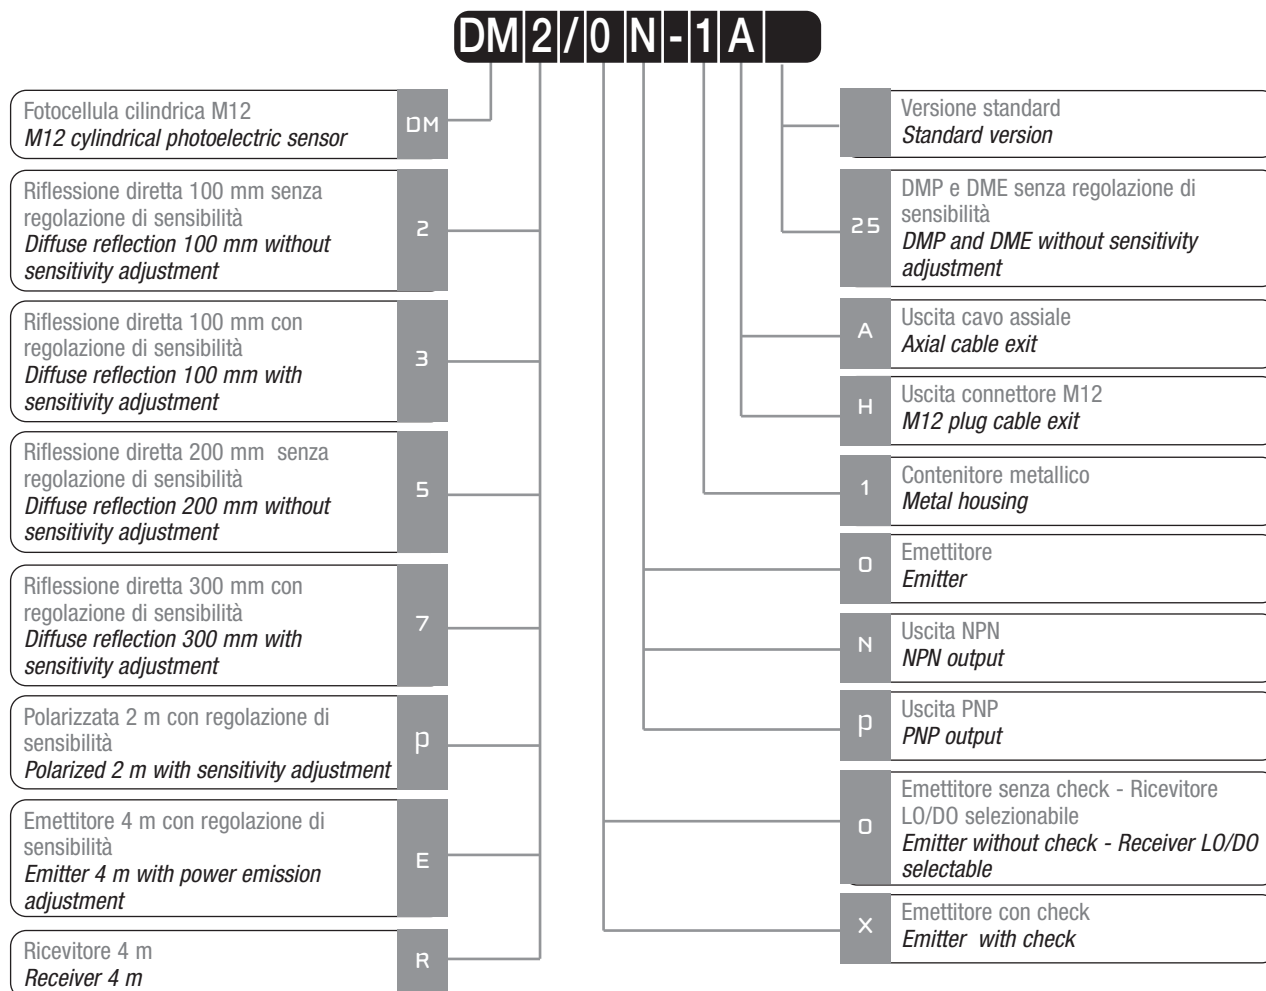 DM2/0N-1A
Fotocellula cilindrica M12
M12 cylindrical photoelectric sensor
DM
Riflessione diretta 100 mm senza
regolazione di sensibilità
Diffuse reflection 100 mm without
sensitivity adjustment
2
Riflessione diretta 100 mm con
regolazione di sensibilità
Diffuse reflection 100 mm with
sensitivity adjustment
3
Riflessione diretta 200 mm senza
regolazione di sensibilità
Diffuse reflection 200 mm without
sensitivity adjustment
5
Riflessione diretta 300 mm con
regolazione di sensibilità
Diffuse reflection 300 mm with
sensitivity adjustment
7
Polarizzata 2 m con regolazione di
sensibilità
Polarized 2 m with sensitivity adjustment
P
Emettitore 4 m con regolazione di
sensibilità
Emitter 4 m with power emission
adjustment
E
Ricevitore 4 m
Receiver 4 m
R
Versione standard
Standard version
25
DMP e DME senza regolazione di
sensibilità
DMP and DME without sensitivity
adjustment
A
Uscita cavo assiale
Axial cable exit
H
Uscita connettore M12
M12 plug cable exit
1
Contenitore metallico
Metal housing
0
Emettitore
Emitter
N
Uscita NPN
NPN output
P
Uscita PNP
PNP output
0
Emettitore senza check - Ricevitore
LO/DO selezionabile
Emitter without check - Receiver LO/DO
selectable
X
Emettitore con check
Emitter with check